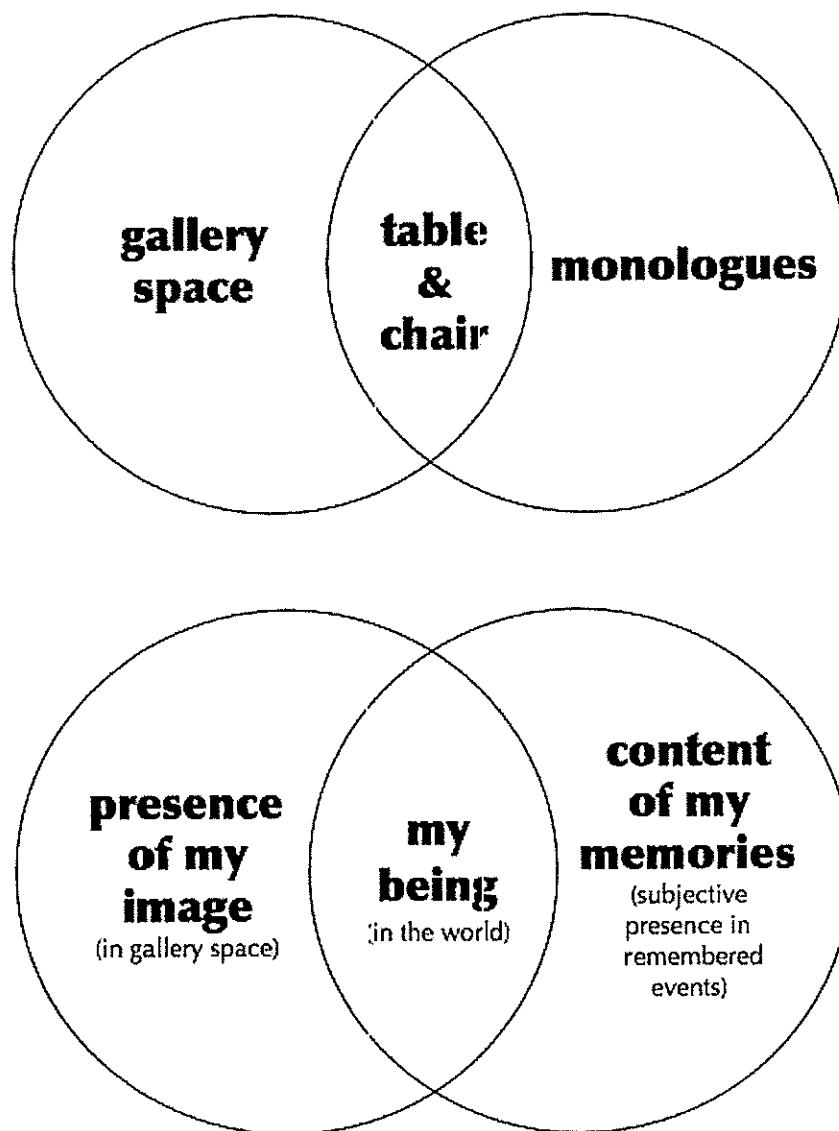 gallery
space
table
&
chair
monologues
presence
of my
image
(in gallery space)
my
being
(in the world)
content
of my
memories
(subjective
presence in
remembered
events)